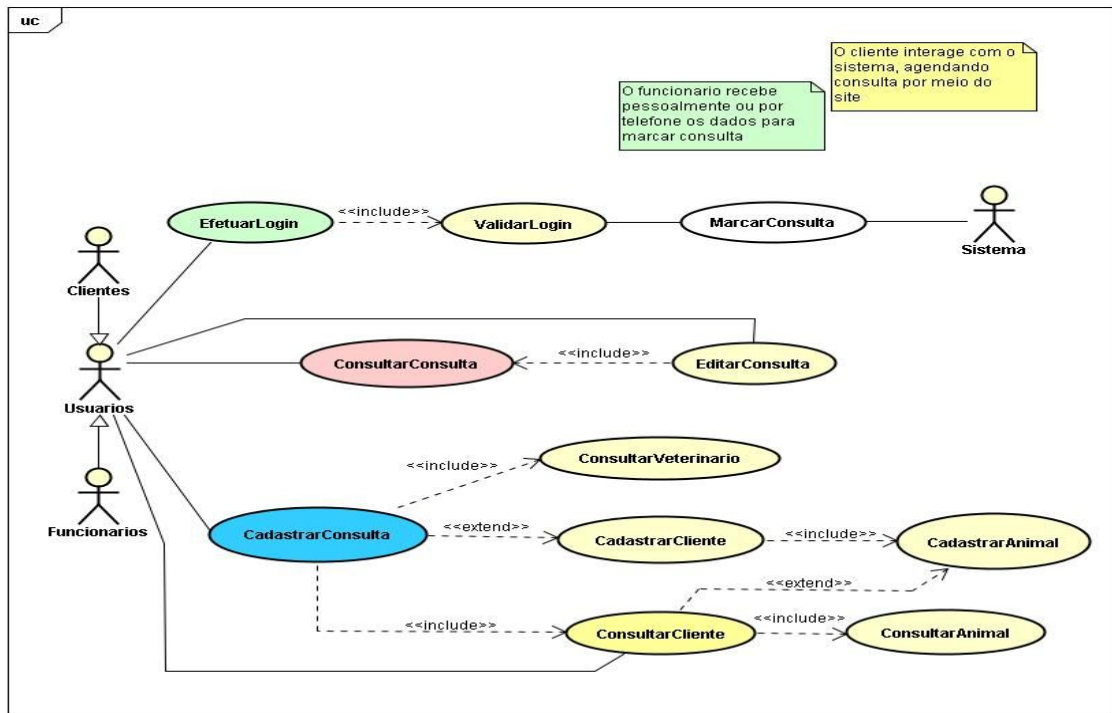 uc
O cliente interage com o
sistema, agendando
consulta por meio do
site
O funcionario recebe
pessoalmente ou por
telefone os dados para
marcar consulta
EfetuarLogin
<<include>>
ValidarLogin
MarcarConsulta
Sistema
Clientes
ConsultarConsulta
<<include>>
EditarConsulta
Usuarios
<<include>>
ConsultarVeterinario
Funcionarios
CadastrarConsulta
<<extend>>
CadastrarCliente
<<include>>
CadastrarAnimal
<<extend>>
<<include>>
ConsultarCliente
<<include>>
ConsultarAnimal